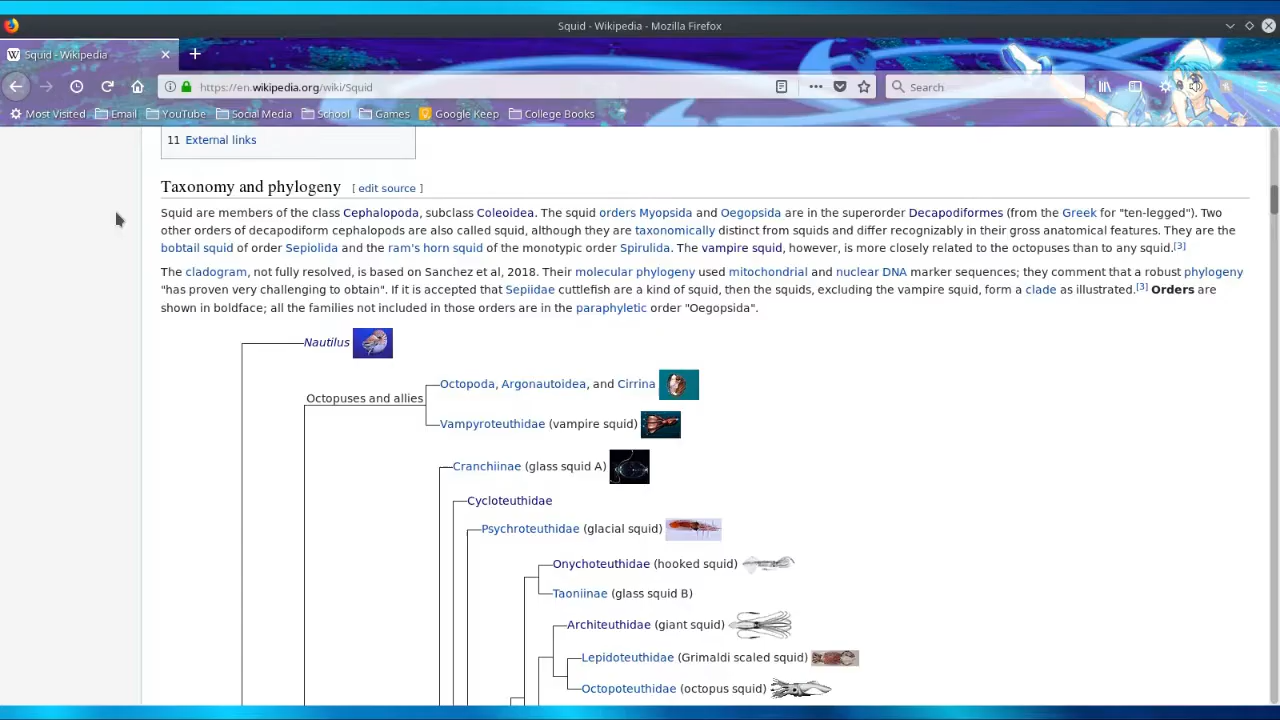 Squid - Wikipedia - Mozilla Firefox
W Squid - Wikipedia
https://en.wikipedia.org/wiki/Squid
Search
Most Visited Email YouTube Social Media School Games Google Keep College Books
11 External links
Taxonomy and phylogeny [ edit source ]
Squid are members of the class Cephalopoda, subclass Coleoidea. The squid orders Myopsida and Oegopsida are in the superorder Decapodiformes (from the Greek for "ten-legged"). Two
other orders of decapodiform cephalopods are also called squid, although they are taxonomically distinct from squids and differ recognizably in their gross anatomical features. They are the
bobtail squid of order Sepiolida and the ram's horn squid of the monotypic order Spirulida. The vampire squid, however, is more closely related to the octopuses than to any squid.[3]
The cladogram, not fully resolved, is based on Sanchez et al, 2018. Their molecular phylogeny used mitochondrial and nuclear DNA marker sequences; they comment that a robust phylogeny
"has proven very challenging to obtain". If it is accepted that Sepiidae cuttlefish are a kind of squid, then the squids, excluding the vampire squid, form a clade as illustrated.[3] Orders are
shown in boldface; all the families not included in those orders are in the paraphyletic order "Oegopsida".
Nautilus
Octopoda, Argonautoidea, and Cirrina
Octopuses and allies
Vampyroteuthidae (vampire squid)
Cranchiinae (glass squid A)
Cycloteuthidae
Psychroteuthidae (glacial squid)
Onychoteuthidae (hooked squid)
Taoniinae (glass squid B)
Architeuthidae (giant squid)
Lepidoteuthidae (Grimaldi scaled squid)
Octopoteuthidae (octopus squid)